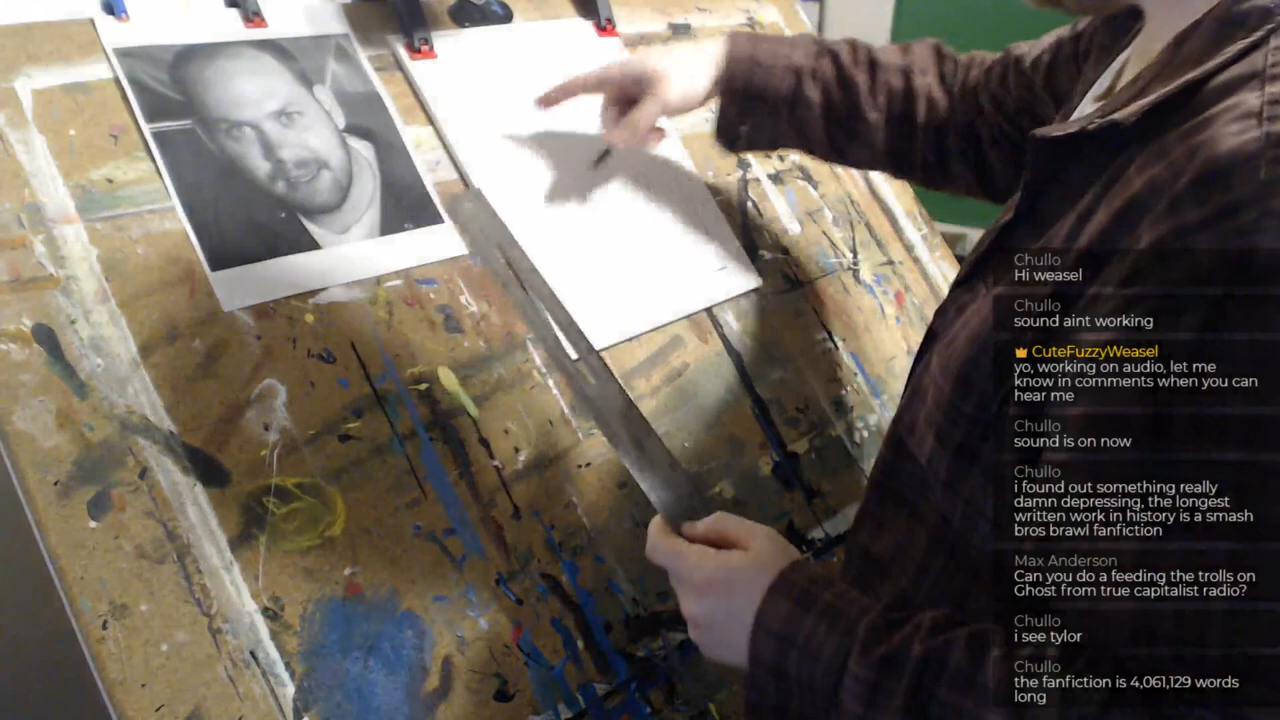 Chullo
Hi weasel
Chullo
sound aint working
CuteFuzzyWeasel
yo, working on audio, let me
know in comments when you can
hear me
Chullo
sound is on now
Chullo
i found out something really
damn depressing, the longest
written work in history is a smash
bros brawl fanfiction
Max Anderson
Can you do a feeding the trolls on
Ghost from true capitalist radio?
Chullo
i see tylor
Chullo
the fanfiction is 4,061,129 words
long